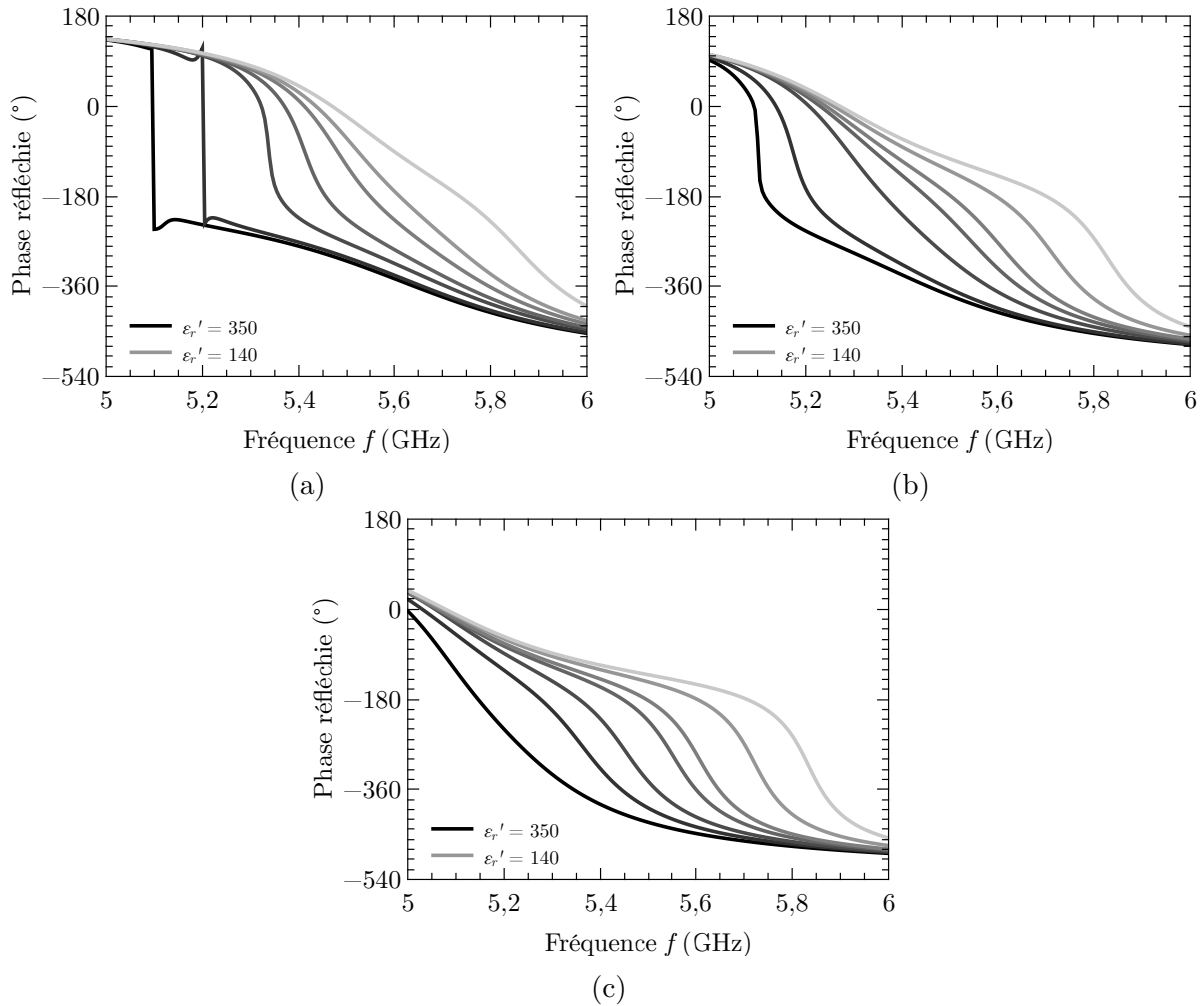 180
0
−180
−360
−540
5
5,2
5,4
5,6
5,8
6
Phase réfléchie (°)
Fréquence f (GHz)
εr′ = 350
εr′ = 140
(a)
180
0
−180
−360
−540
5
5,2
5,4
5,6
5,8
6
Phase réfléchie (°)
Fréquence f (GHz)
εr′ = 350
εr′ = 140
(b)
180
0
−180
−360
−540
5
5,2
5,4
5,6
5,8
6
Phase réfléchie (°)
Fréquence f (GHz)
εr′ = 350
εr′ = 140
(c)